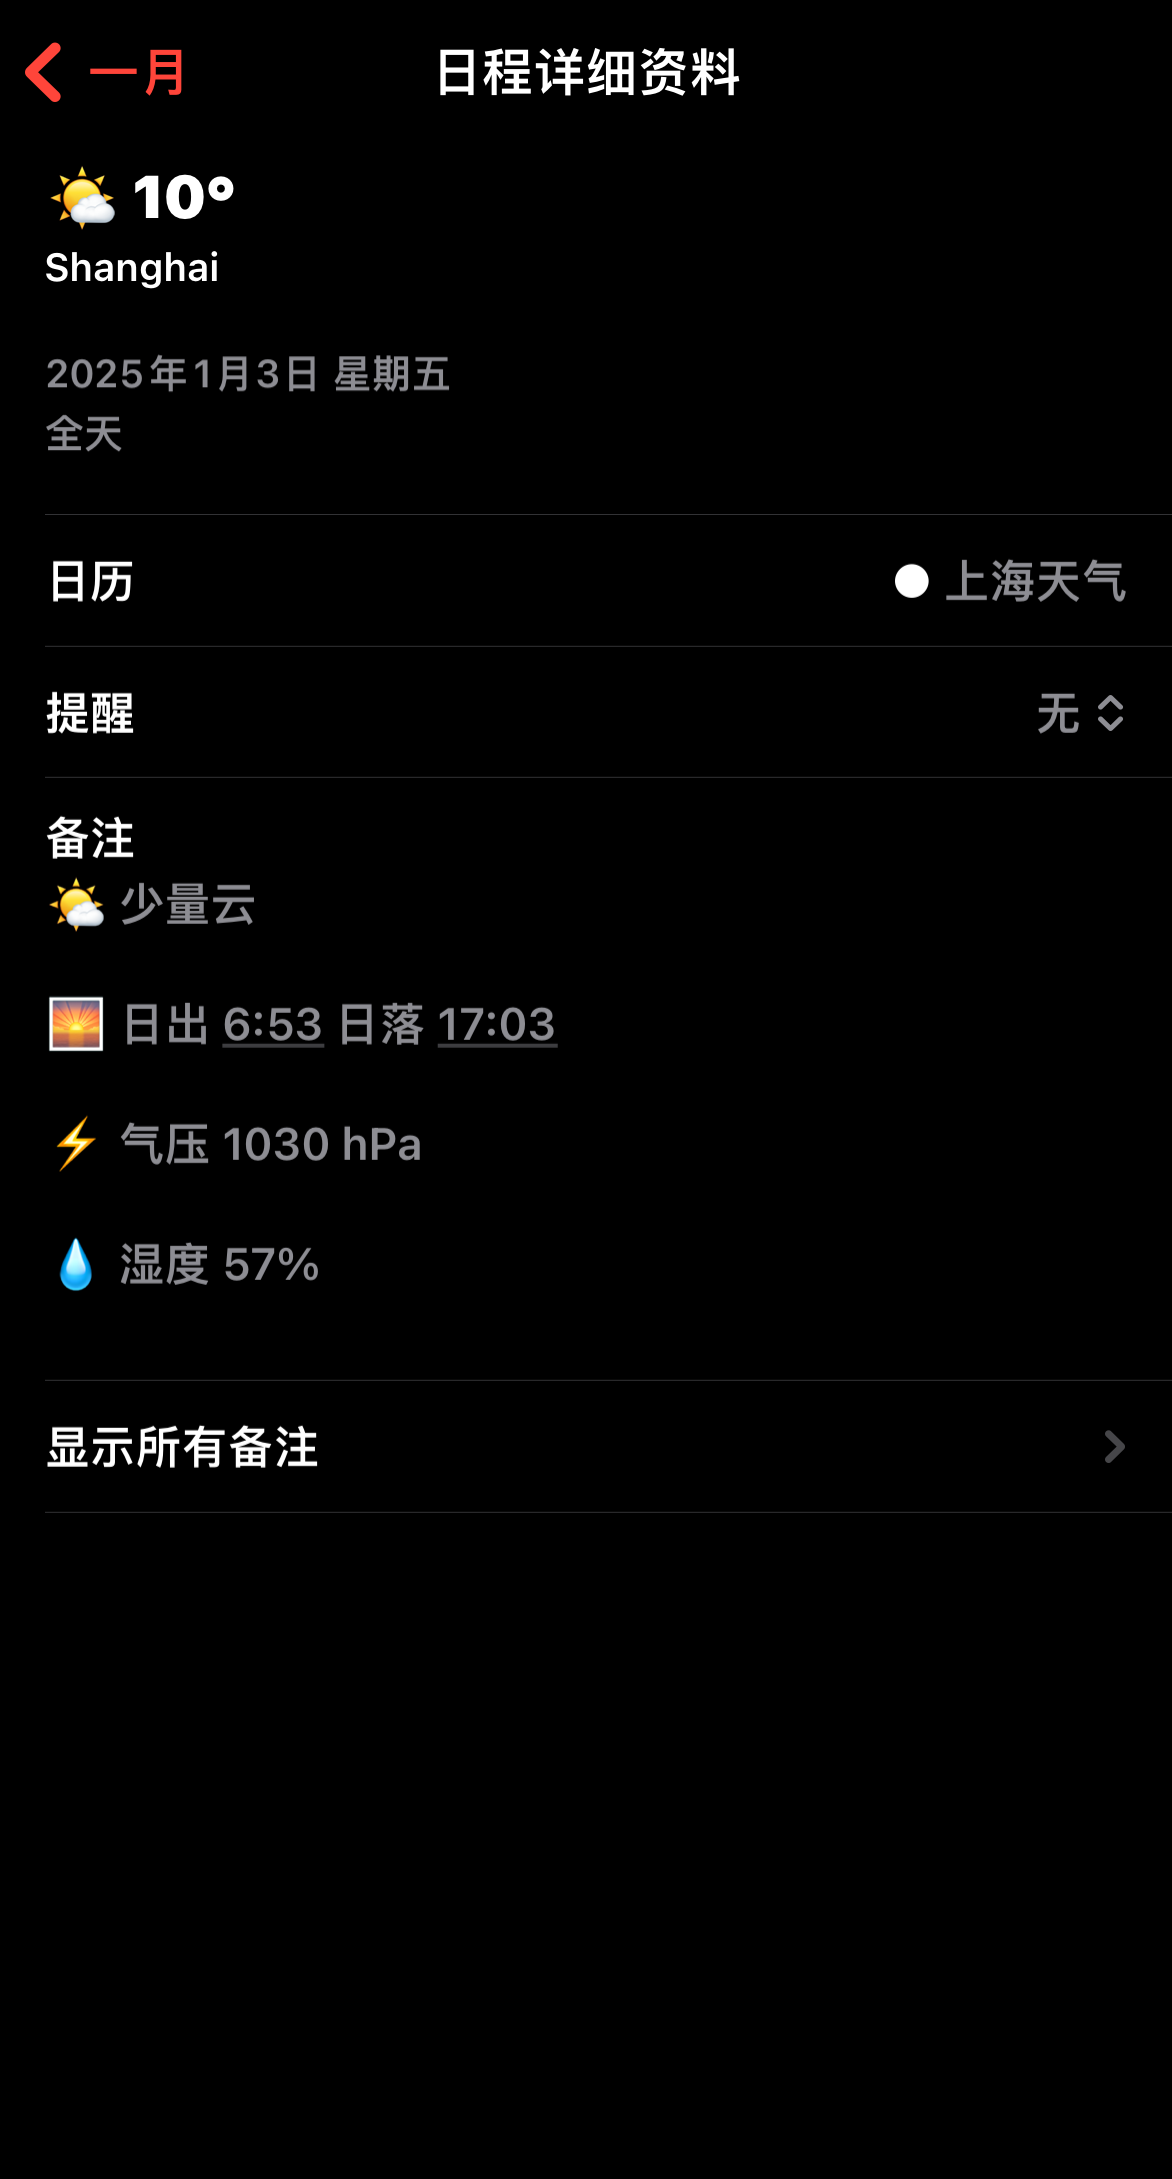 一月
日程详细资料
10°
Shanghai
2025年1月3日 星期五
全天
日历 上海天气
提醒 无
备注
少量云
日出 6:53 日落 17:03
气压 1030 hPa
湿度 57%
显示所有备注